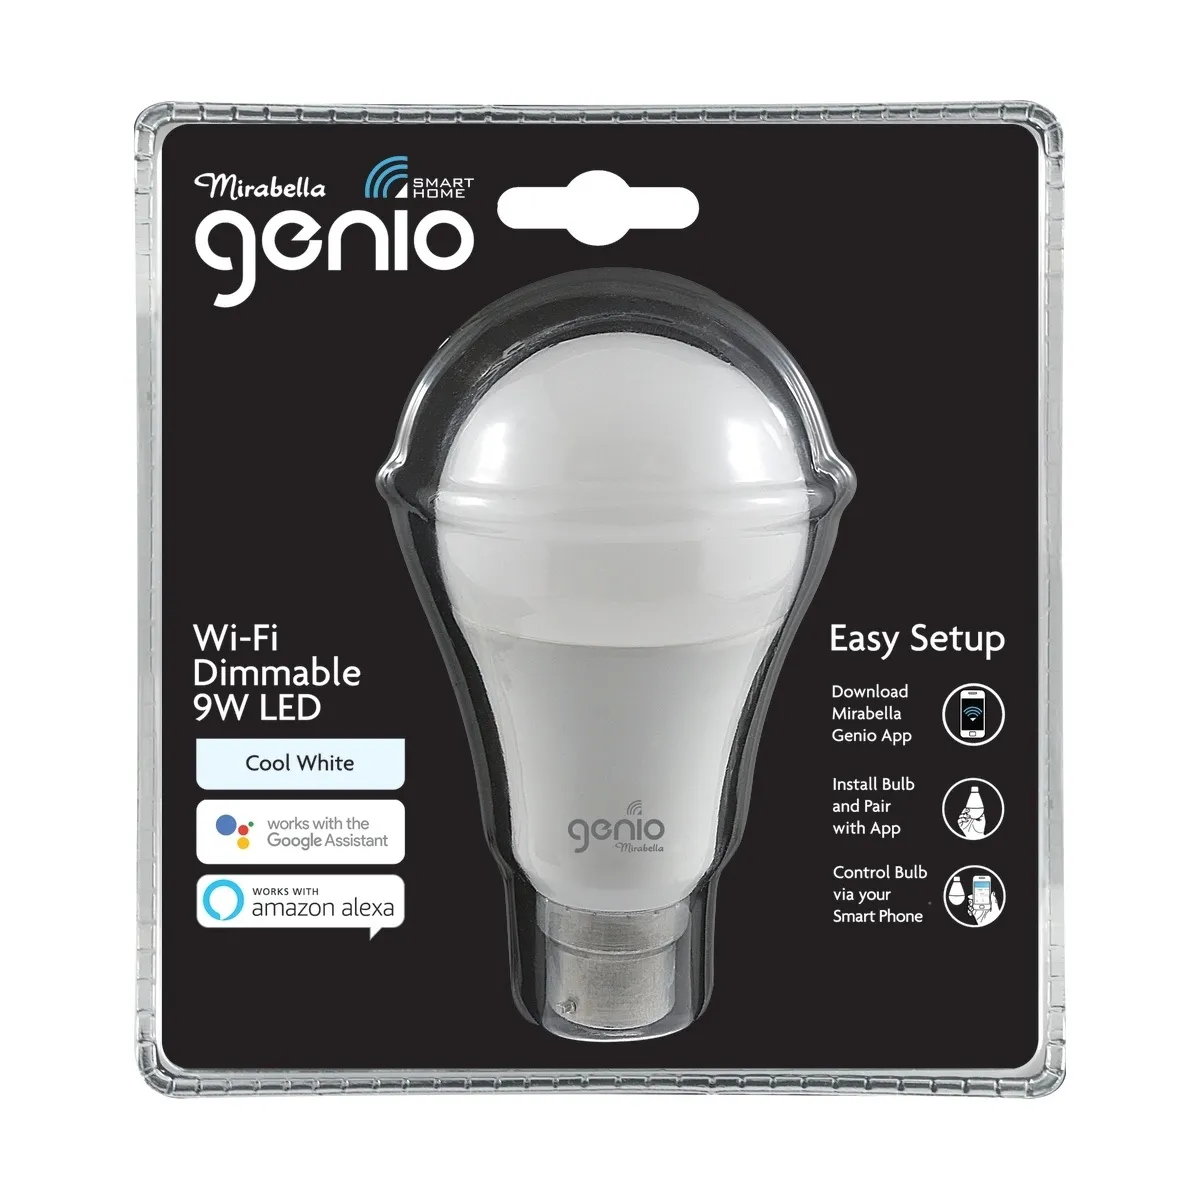 Mirabella
SMART
HOME
genio
Wi-Fi
Dimmable
9W LED
Cool White
works with the
Google Assistant
WORKS WITH
amazon alexa
genio
Mirabella
Easy Setup
Download
Mirabella
Genio App
Install Bulb
and Pair
with App
Control Bulb
via your
Smart Phone